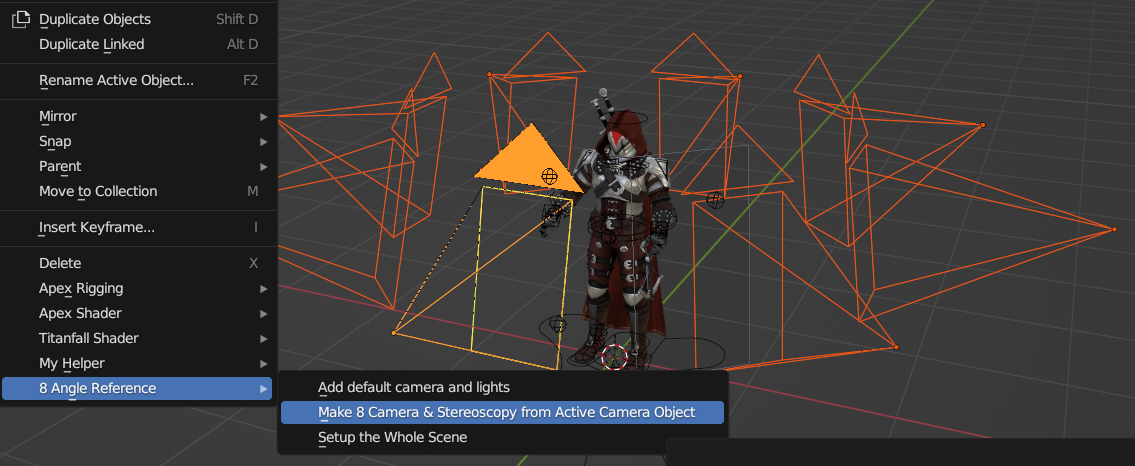 Duplicate Objects Shift D
Duplicate Linked Alt D
Rename Active Object... F2
Mirror
Snap
Parent
Move to Collection M
Insert Keyframe... I
Delete X
Apex Rigging
Apex Shader
Titanfall Shader
My Helper
8 Angle Reference
Add default camera and lights
Make 8 Camera & Stereoscopy from Active Camera Object
Setup the Whole Scene